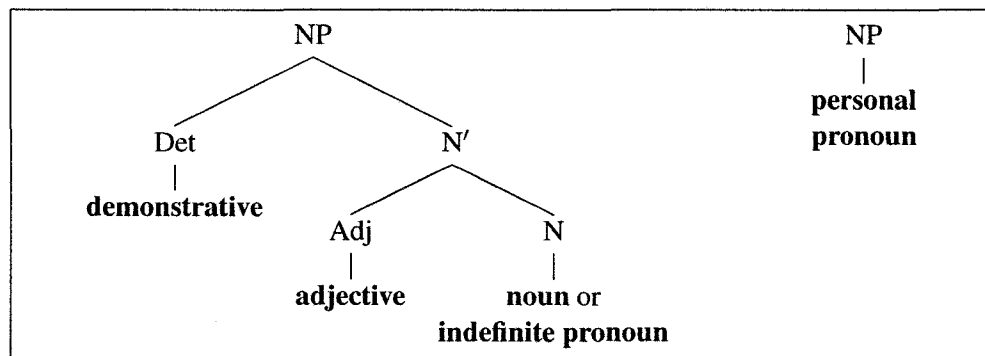 NP NP
personal
pronoun
Det N′
demonstrative
Adj N
adjective noun or
indefinite pronoun